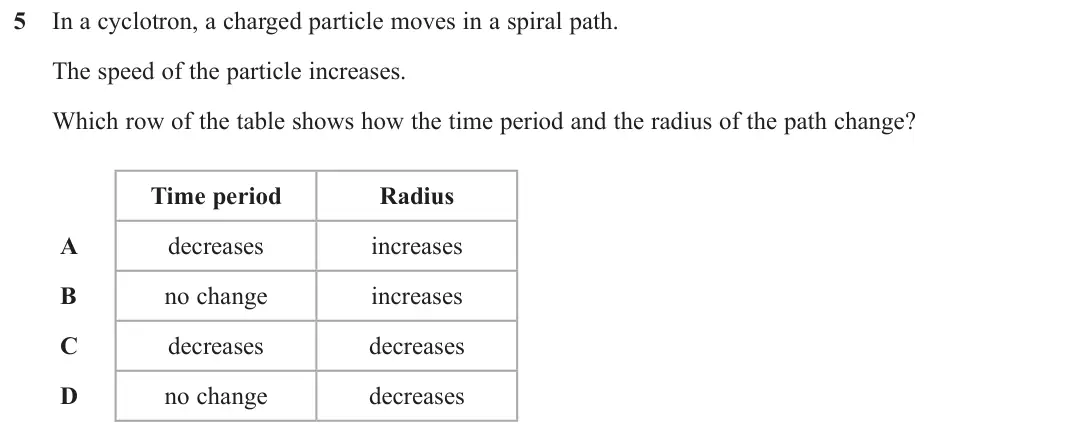 5 In a cyclotron, a charged particle moves in a spiral path.
The speed of the particle increases.
Which row of the table shows how the time period and the radius of the path change?
Time period Radius
A decreases increases
B no change increases
C decreases decreases
D no change decreases